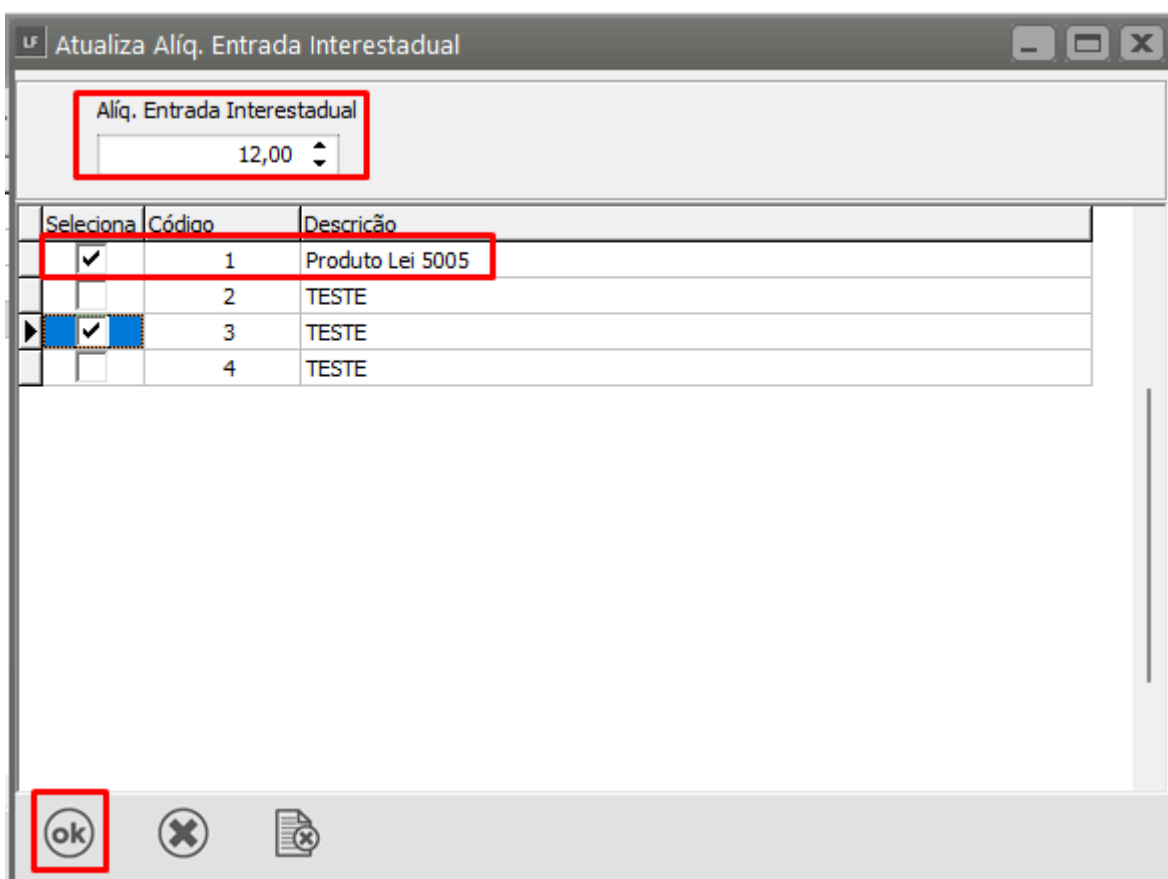 LF Atualiza Alíq. Entrada Interestadual
Alíq. Entrada Interestadual
12,00
Seleciona Código Descrição
1 Produto Lei 5005
2 TESTE
3 TESTE
4 TESTE
ok